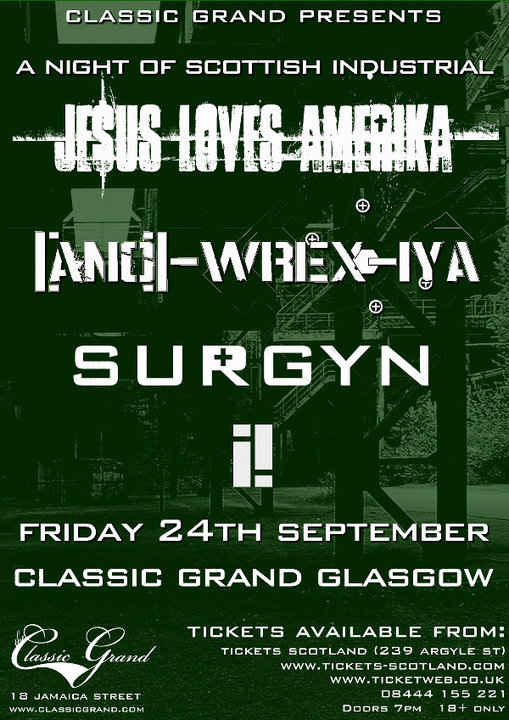 CLASSIC GRAND PRESENTS
A NIGHT OF SCOTTISH INDUSTRIAL
JESUS LOVES AMERIKA
[ANO]-WREX-IYA
SURGYN
i!
FRIDAY 24TH SEPTEMBER
CLASSIC GRAND GLASGOW
TICKETS AVAILABLE FROM:
TICKETS SCOTLAND (239 ARGYLE ST)
WWW.TICKETS-SCOTLAND.COM
WWW.TICKETWEB.CO.UK
08444 155 221
DOORS 7PM 18+ ONLY
the Classic Grand
18 JAMAICA STREET
WWW.CLASSICGRAND.COM